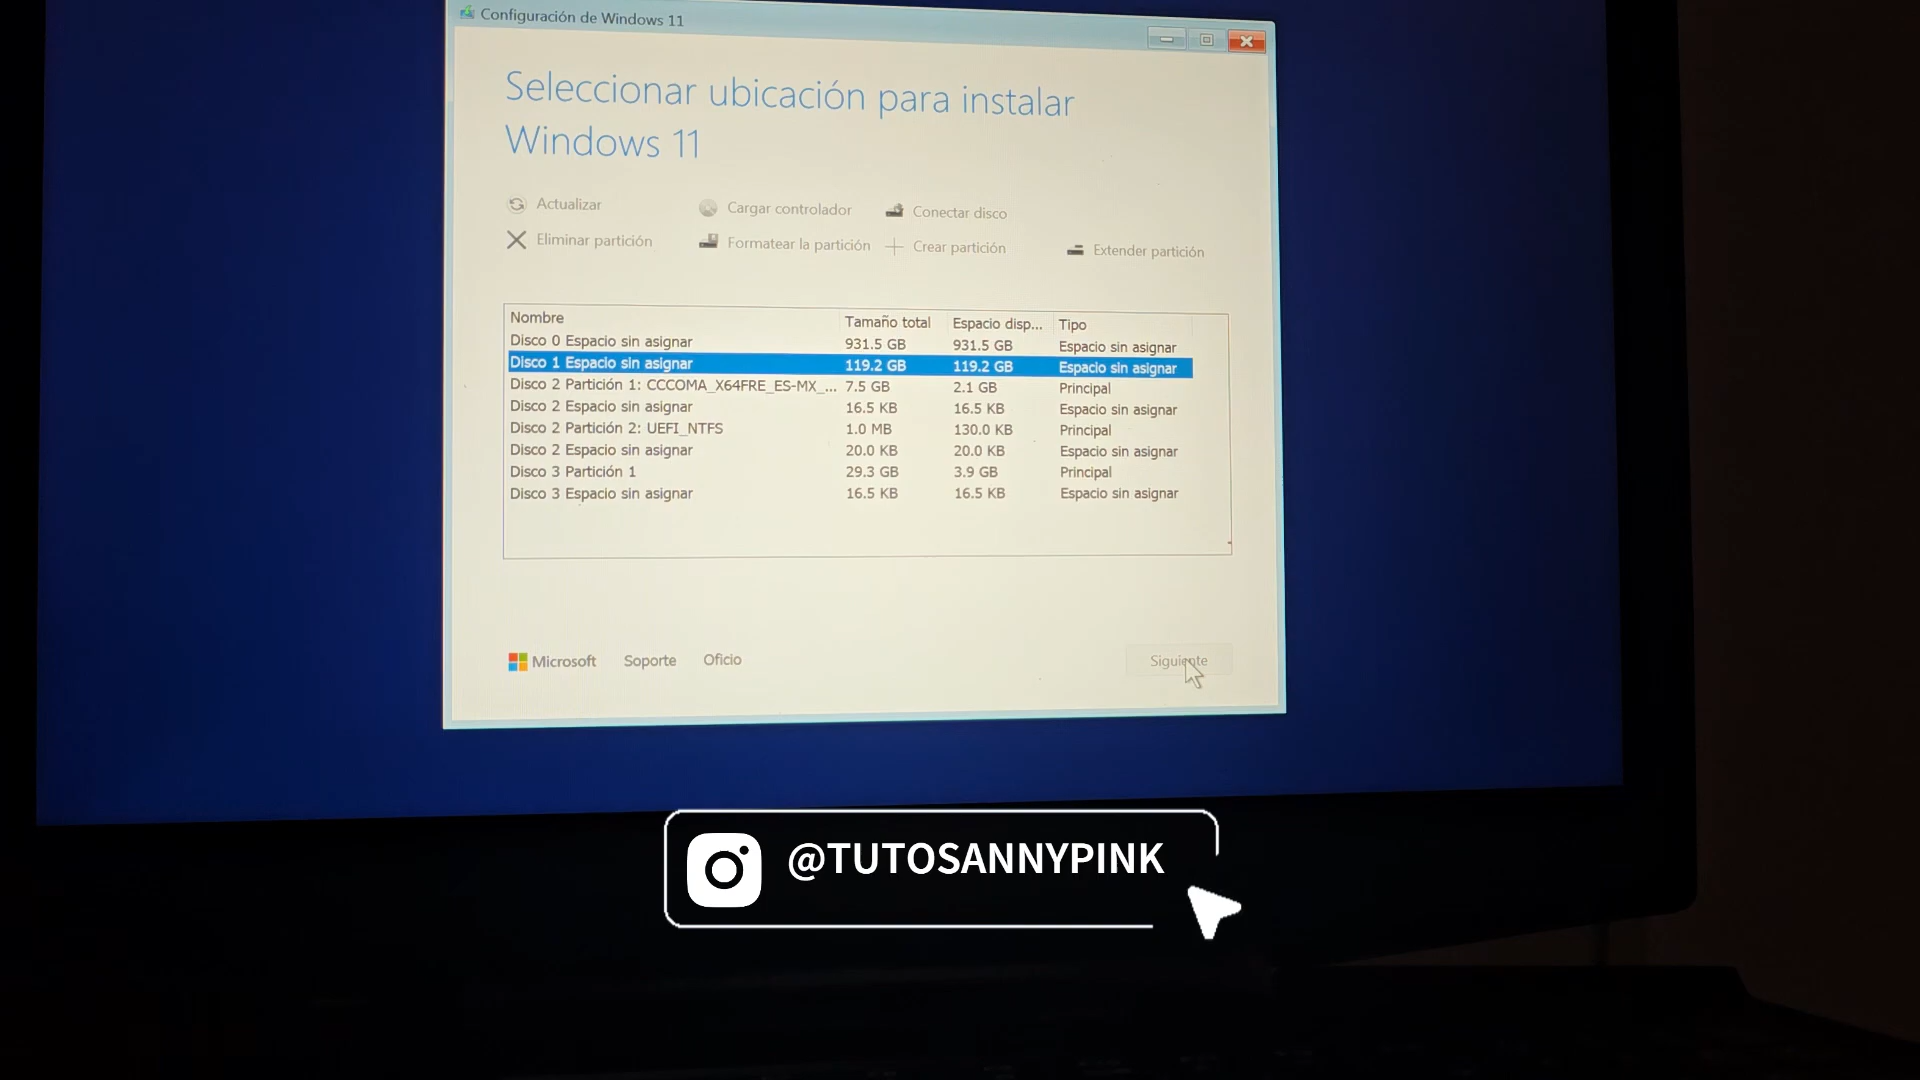 Configuración de Windows 11
Seleccionar ubicación para instalar
Windows 11
Actualizar
Cargar controlador
Conectar disco
Eliminar partición
Formatear la partición
Crear partición
Extender partición
Nombre Tamaño total Espacio disp... Tipo
Disco 0 Espacio sin asignar 931.5 GB 931.5 GB Espacio sin asignar
Disco 1 Espacio sin asignar 119.2 GB 119.2 GB Espacio sin asignar
Disco 2 Partición 1: CCCOMA_X64FRE_ES-MX_... 7.5 GB 2.1 GB Principal
Disco 2 Espacio sin asignar 16.5 KB 16.5 KB Espacio sin asignar
Disco 2 Partición 2: UEFI_NTFS 1.0 MB 130.0 KB Principal
Disco 2 Espacio sin asignar 20.0 KB 20.0 KB Espacio sin asignar
Disco 3 Partición 1 29.3 GB 3.9 GB Principal
Disco 3 Espacio sin asignar 16.5 KB 16.5 KB Espacio sin asignar
Microsoft Soporte Oficio Siguiente
@TUTOSANNYPINK